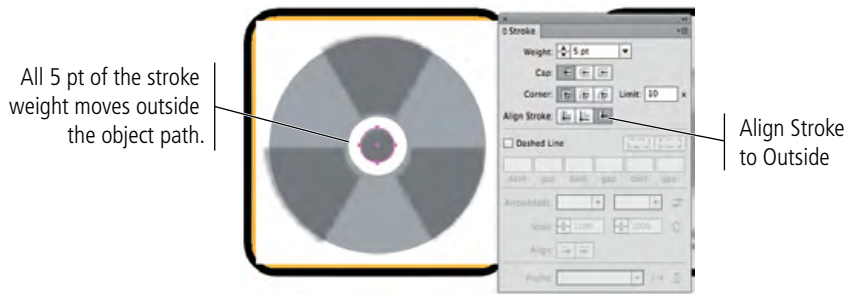 All 5 pt of the stroke
weight moves outside
the object path.
Stroke
Weight: 5 pt
Cap:
Corner: Limit: 10 x
Align Stroke:
Dashed Line
dash gap dash gap dash gap
Arrowheads:
Scale: 100% 100%
Align:
Profile:
Align Stroke
to Outside